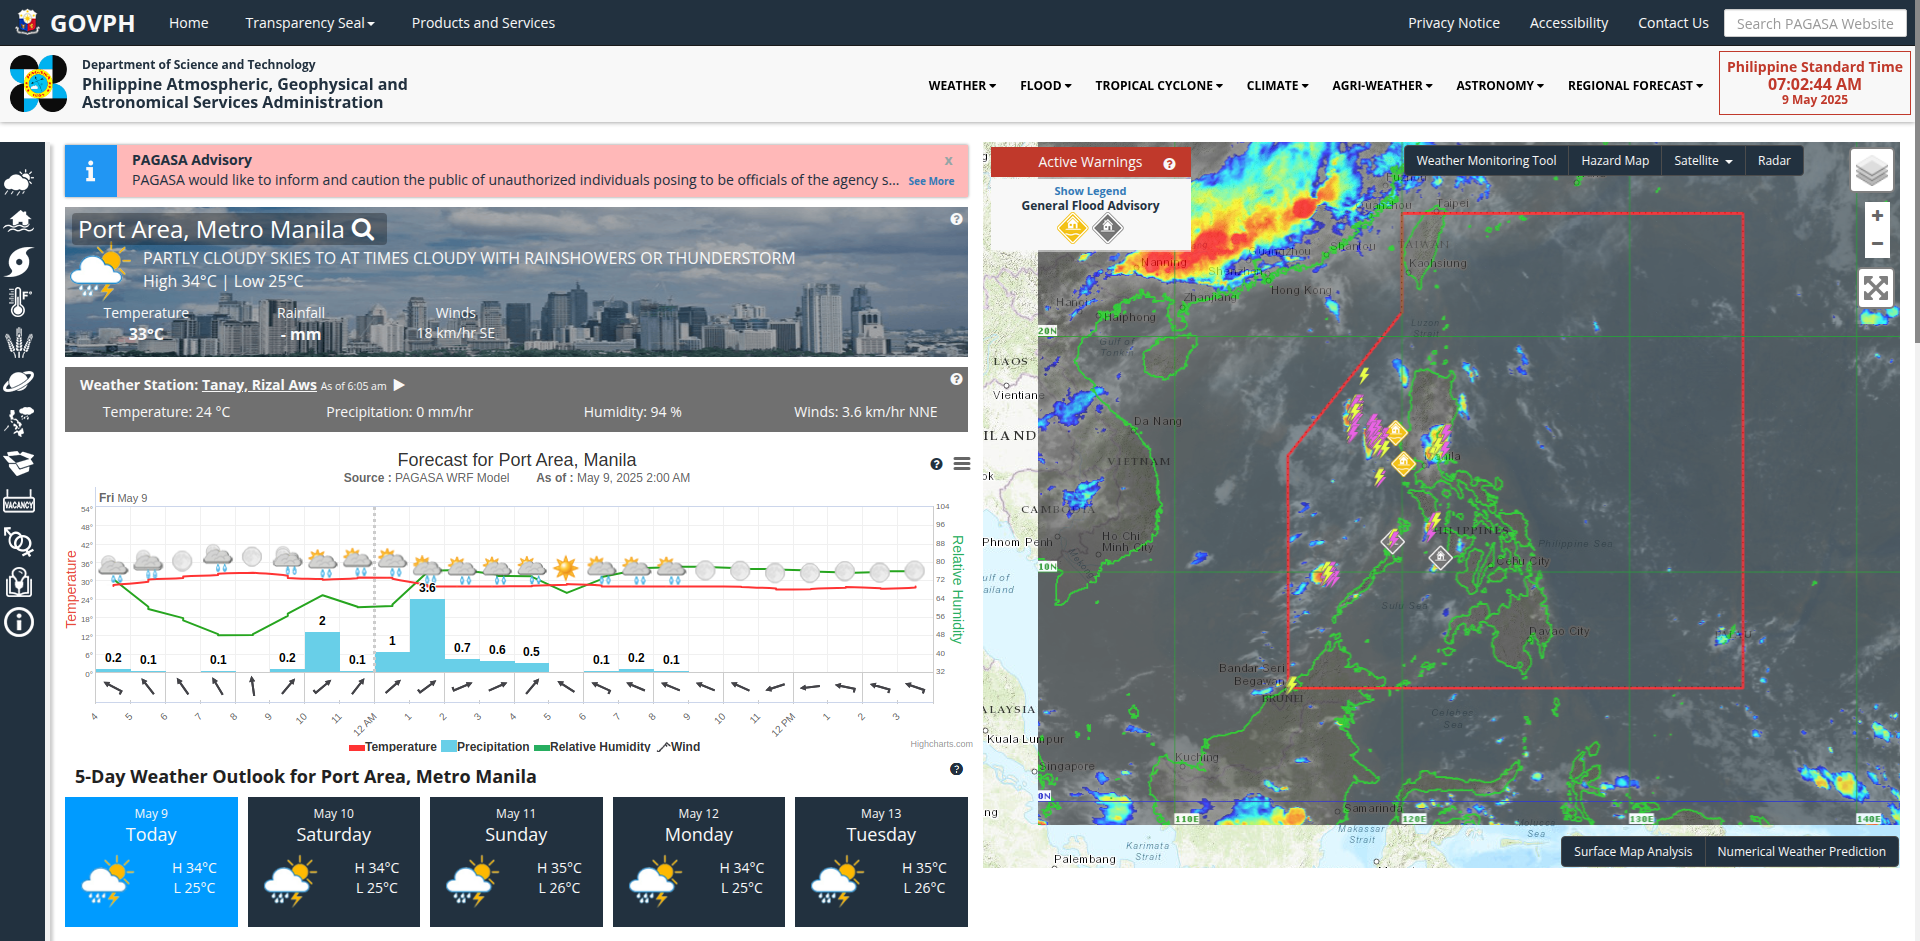 GOVPH
Home
Transparency Seal
Products and Services
Privacy Notice
Accessibility
Contact Us
Search PAGASA Website
Department of Science and Technology
Philippine Atmospheric, Geophysical and
Astronomical Services Administration
WEATHER
FLOOD
TROPICAL CYCLONE
CLIMATE
AGRI-WEATHER
ASTRONOMY
REGIONAL FORECAST
Philippine Standard Time
07:02:44 AM
9 May 2025
VACANCY
PAGASA Advisory
x
PAGASA would like to inform and caution the public of unauthorized individuals posing to be officials of the agency s... See More
Port Area, Metro Manila
PARTLY CLOUDY SKIES TO AT TIMES CLOUDY WITH RAINSHOWERS OR THUNDERSTORM
High 34°C | Low 25°C
Temperature
Rainfall
Winds
33°C
- mm
18 km/hr SE
Weather Station: Tanay, Rizal Aws As of 6:05 am
Temperature: 24 °C
Precipitation: 0 mm/hr
Humidity: 94 %
Winds: 3.6 km/hr NNE
Forecast for Port Area, Manila
Source : PAGASA WRF Model As of : May 9, 2025 2:00 AM
Fri May 9
54°
48°
42°
36°
30°
24°
18°
12°
6°
0°
Temperature
104
96
88
80
72
64
56
48
40
32
Relative Humidity
0.2
0.1
0.1
0.2
2
0.1
1
3.6
0.7
0.6
0.5
0.1
0.2
0.1
4
5
6
7
8
9
10
11
12 AM
1
2
3
4
5
6
7
8
9
10
11
12 PM
1
2
3
Temperature Precipitation Relative Humidity Wind
Highcharts.com
5-Day Weather Outlook for Port Area, Metro Manila
May 9
Today
H 34°C
L 25°C
May 10
Saturday
H 34°C
L 25°C
May 11
Sunday
H 35°C
L 26°C
May 12
Monday
H 34°C
L 25°C
May 13
Tuesday
H 35°C
L 26°C
Active Warnings
Show Legend
General Flood Advisory
Weather Monitoring Tool
Hazard Map
Satellite
Radar
+
−
Taipei
Shantou
TAIWAN
Kaohsiung
Nanning
Hong Kong
Zhanjiang
Hanoi
Haiphong
Gulf of
Tonkin
Luzon
Strait
20N
LAOS
Vientiane
Da Nang
ILAND
VIETNAM
Manila
ok
CAMBODIA
Phnom Penh
Ho Chi
Minh City
PHILIPPINES
Philippine Sea
Cebu City
10N
ulf of
ailand
Sulu Sea
Davao City
PALAU
Bandar Seri
Begawan
BRUNEI
ALAYSIA
Celebes
Sea
Kuala Lumpur
Kuching
Singapore
0N
Samarinda
110E
120E
130E
140E
ng
Makassar
Strait
Sea
Karimata
Strait
Palembang
Surface Map Analysis
Numerical Weather Prediction